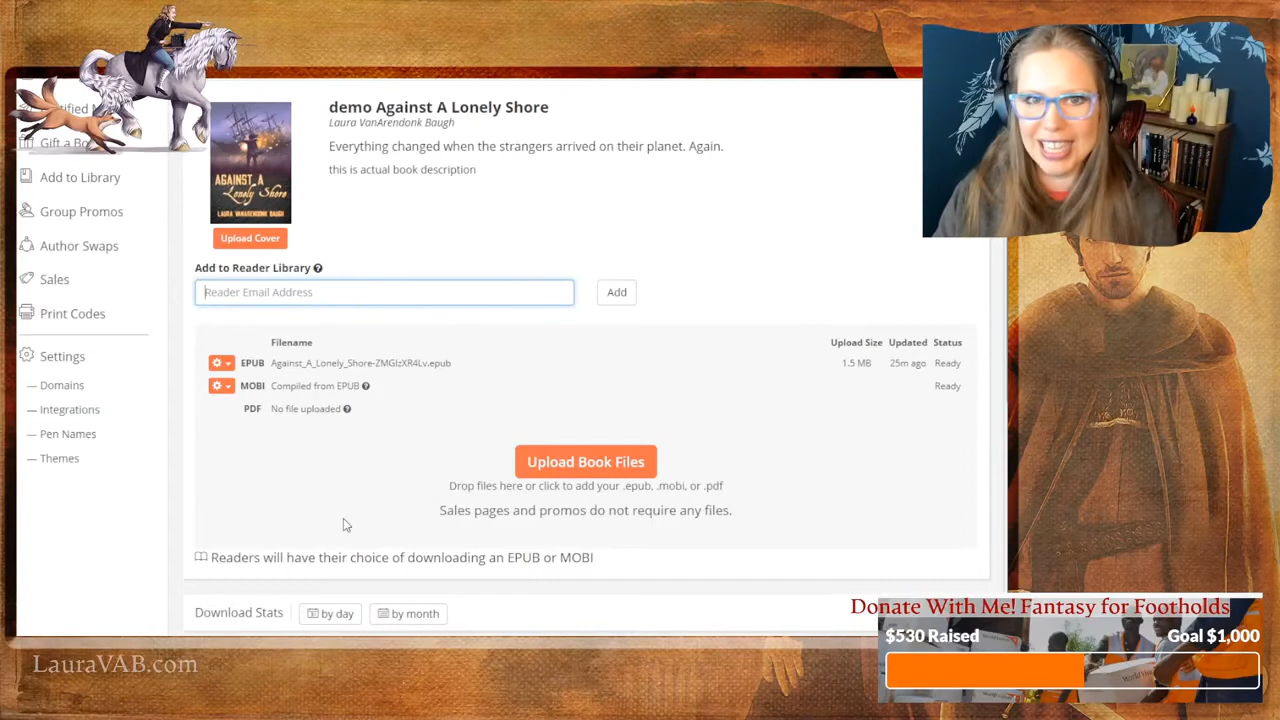 demo Against A Lonely Shore
Laura VanArendonk Baugh
Everything changed when the strangers arrived on their planet. Again.
this is actual book description
AGAINST A
Lonely Shore
LAURA VANARENDONK BAUGH
Upload Cover
Add to Library
Group Promos
Author Swaps
Sales
Print Codes
Settings
— Domains
— Integrations
— Pen Names
— Themes
Add to Reader Library
Reader Email Address
Add
Filename Upload Size Updated Status
EPUB Against_A_Lonely_Shore-ZMGlzXR4Lv.epub 1.5 MB 25m ago Ready
MOBI Compiled from EPUB Ready
PDF No file uploaded
Upload Book Files
Drop files here or click to add your .epub, .mobi, or .pdf
Sales pages and promos do not require any files.
Readers will have their choice of downloading an EPUB or MOBI
Download Stats by day by month
Donate With Me! Fantasy for Footholds
$530 Raised Goal $1,000
LauraVAB.com